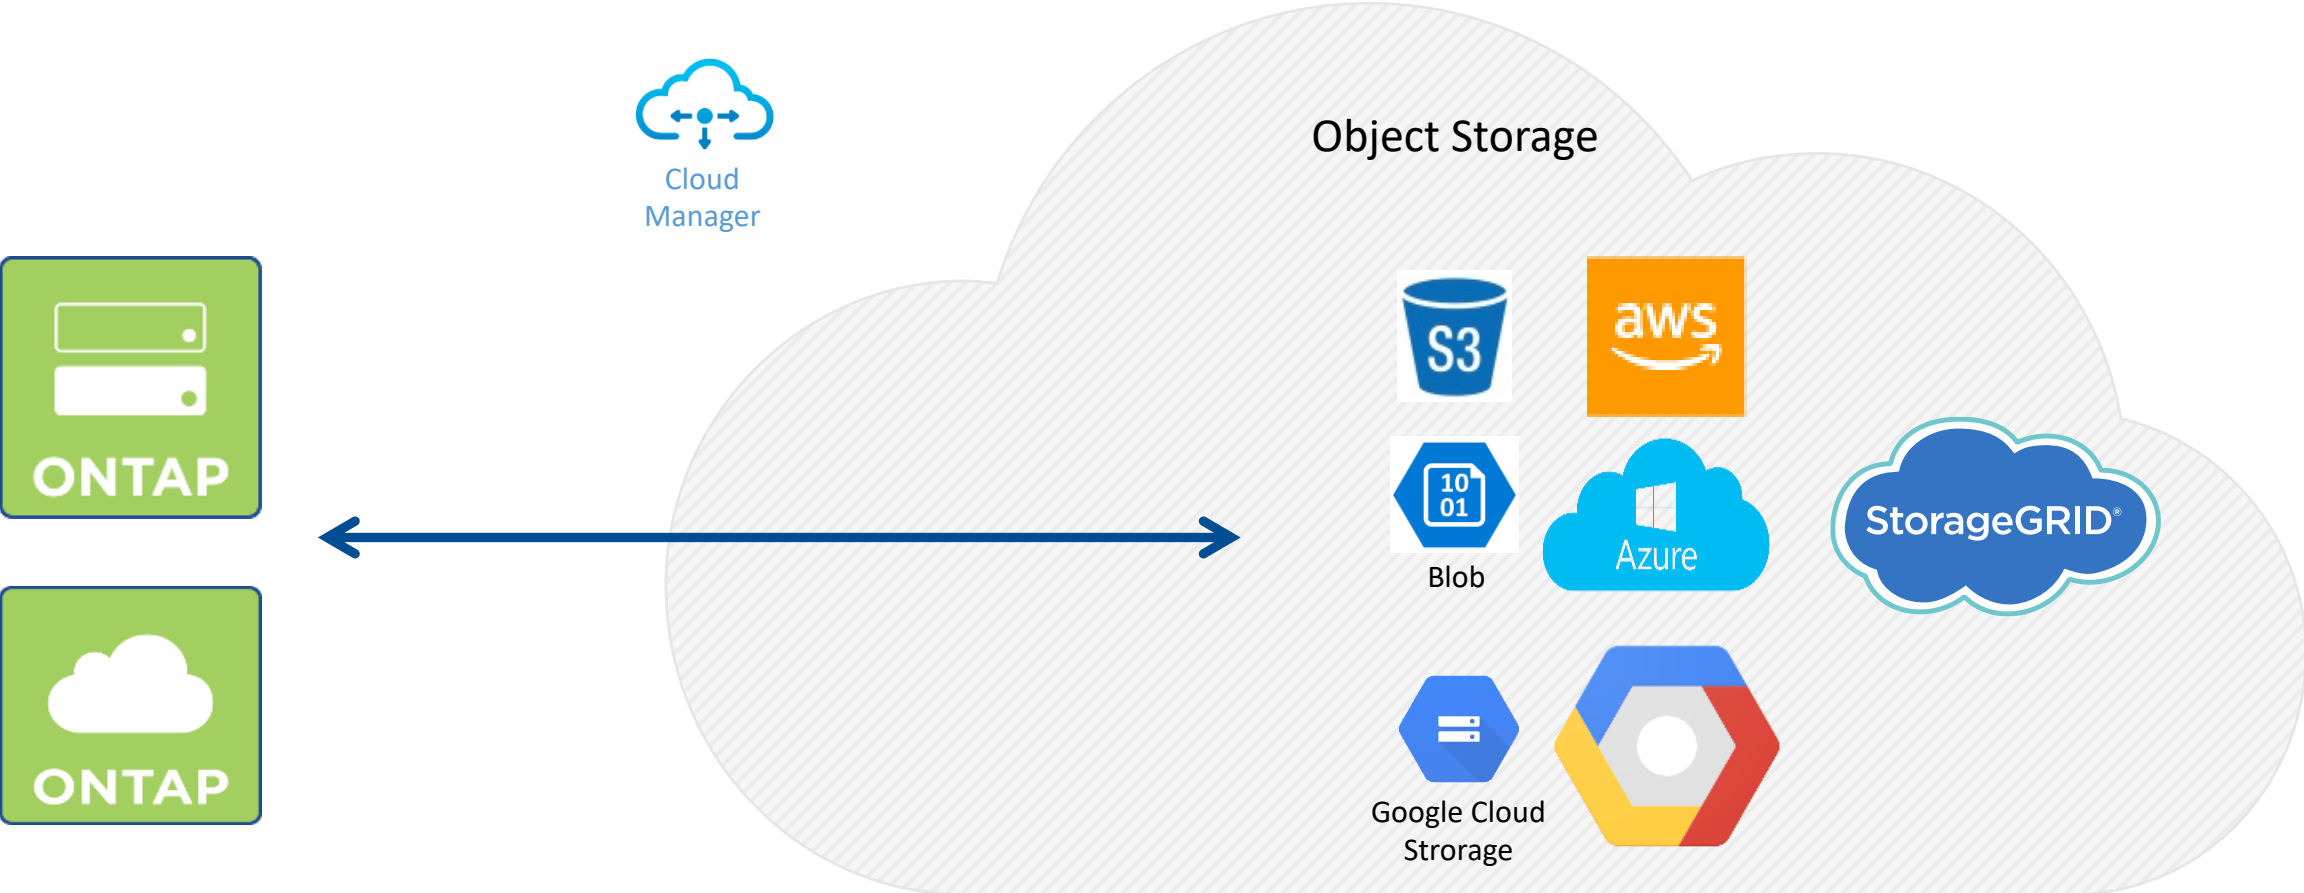 Cloud
Manager
Object Storage
ONTAP
ONTAP
S3
aws
10
01
Blob
Azure
StorageGRID®
Google Cloud
Strorage